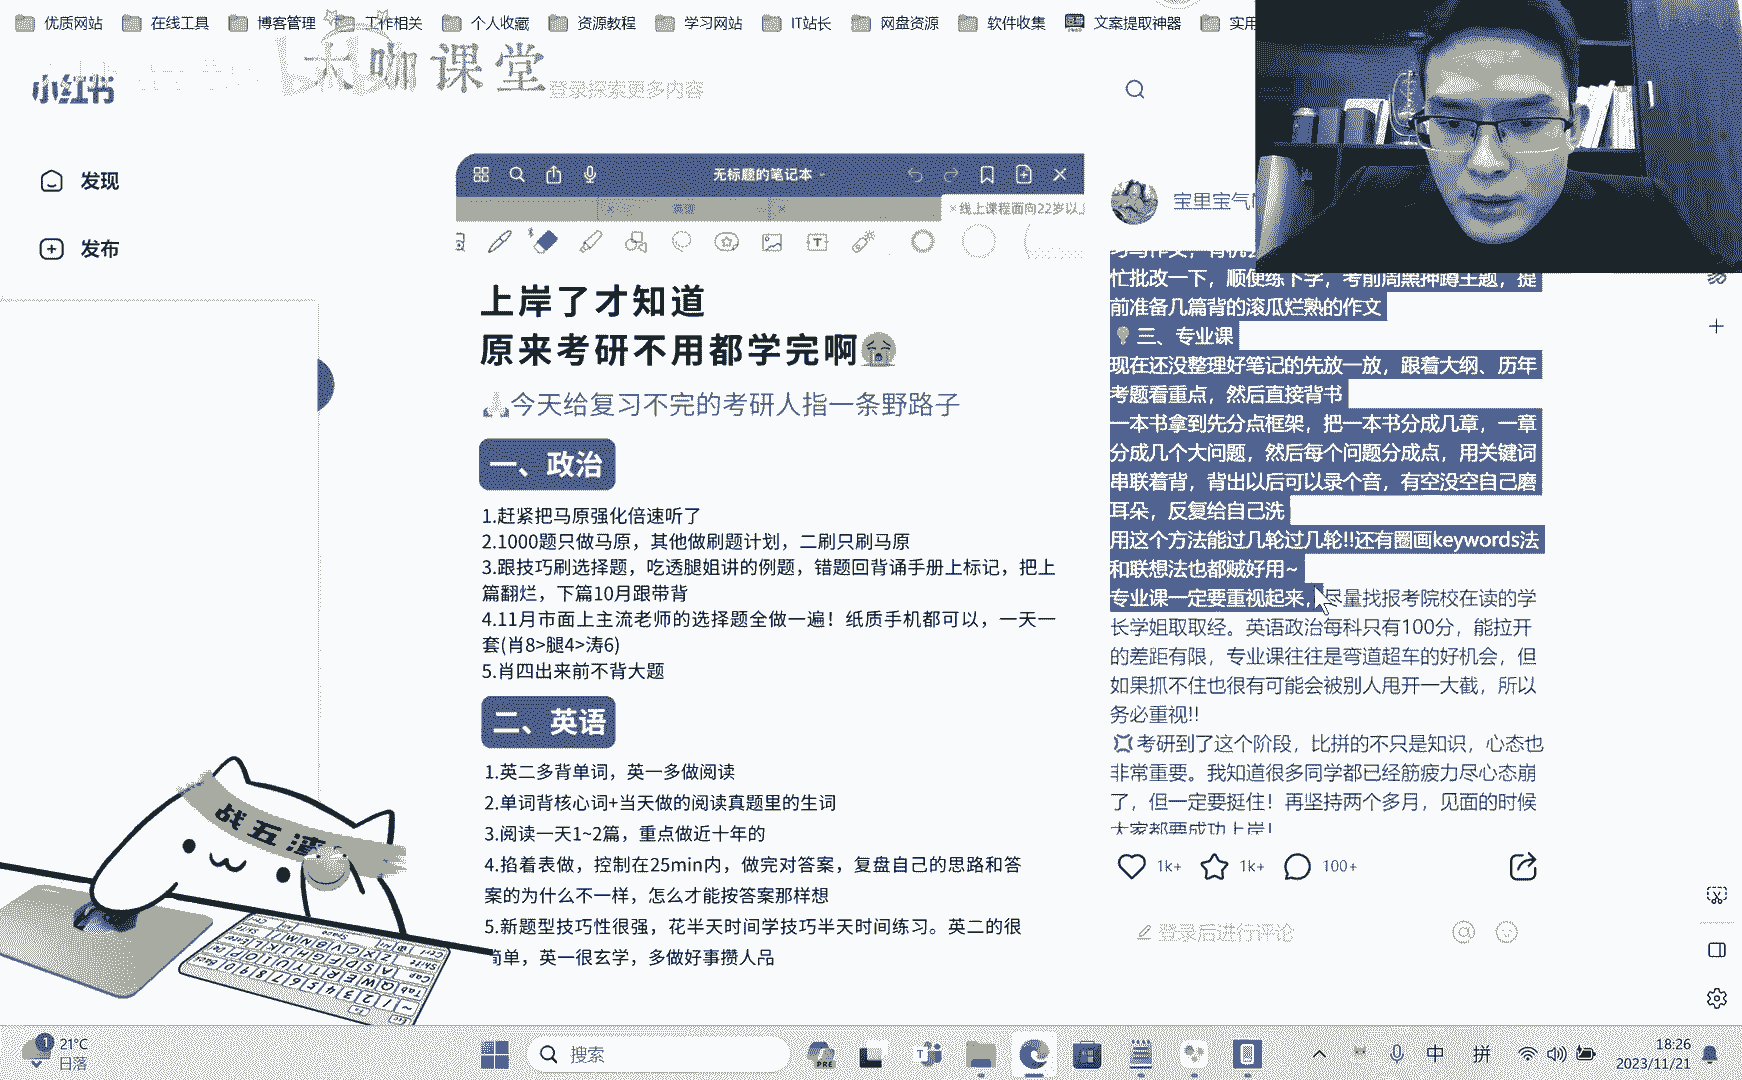 优质网站 在线工具 博客管理 工作相关 个人收藏 资源教程 学习网站 IT站长 网盘资源 软件收集 文案提取神器 实用
大咖课堂
小红书
登录探索更多内容
发现
发布
无标题的笔记本
英语
线上课程面向22岁以上
上岸了才知道
原来考研不用都学完啊
今天给复习不完的考研人指一条野路子
一、政治
1.赶紧把马原强化倍速听了
2.1000题只做马原，其他做刷题计划，二刷只刷马原
3.跟技巧刷选择题，吃透腿姐讲的例题，错题回背诵手册上标记，把上
篇翻烂，下篇10月跟带背
4.11月市面上主流老师的选择题全做一遍！纸质手机都可以，一天一
套(肖8>腿4>涛6)
5.肖四出来前不背大题
二、英语
1.英二多背单词，英一多做阅读
2.单词背核心词+当天做的阅读真题里的生词
3.阅读一天1~2篇，重点做近十年的
4.掐着表做，控制在25min内，做完对答案，复盘自己的思路和答
案的为什么不一样，怎么才能按答案那样想
5.新题型技巧性很强，花半天时间学技巧半天时间练习。英二的很
简单，英一很玄学，多做好事攒人品
宝里宝气
忙批改一下，顺便练下字，考前周黑押蹲主题，提
前准备几篇背的滚瓜烂熟的作文
三、专业课
现在还没整理好笔记的先放一放，跟着大纲、历年
考题看重点，然后直接背书
一本书拿到先分点框架，把一本书分成几章，一章
分成几个大问题，然后每个问题分成点，用关键词
串联着背，背出以后可以录个音，有空没空自己磨
耳朵，反复给自己洗
用这个方法能过几轮过几轮!!还有圈画keywords法
和联想法也都贼好用~
专业课一定要重视起来，尽量找报考院校在读的学
长学姐取取经。英语政治每科只有100分，能拉开
的差距有限，专业课往往是弯道超车的好机会，但
如果抓不住也很有可能会被别人甩开一大截，所以
务必重视!!
考研到了这个阶段，比拼的不只是知识，心态也
非常重要。我知道很多同学都已经筋疲力尽心态崩
了，但一定要挺住！再坚持两个多月，见面的时候
大家都要成功上岸！
1k+ 1k+ 100+
登录后进行评论
战五渣
1
21°C
日落
搜索
PRE
中
拼
18:26
2023/11/21